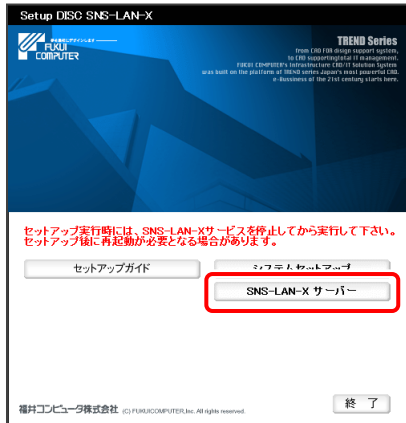 Setup DISC SNS-LAN-X
FUKUI
COMPUTER
TREND Series
from CAD FOR disign support system,
to CAD supportingtotal IT management.
FUKUI COMPUTER's Infrastructure CAD/IT Solution System
was built on the platform of TREND series Japan's most powerful CAD.
e-Bussiness of the 21st century starts here.
セットアップ実行時には、SNS-LAN-Xサービスを停止してから実行して下さい。
セットアップ後に再起動が必要となる場合があります。
セットアップガイド
システムセットアップ
SNS-LAN-X サーバー
福井コンピュータ株式会社 (C) FUKUICOMPUTER,Inc. All rights reserved.
終 了